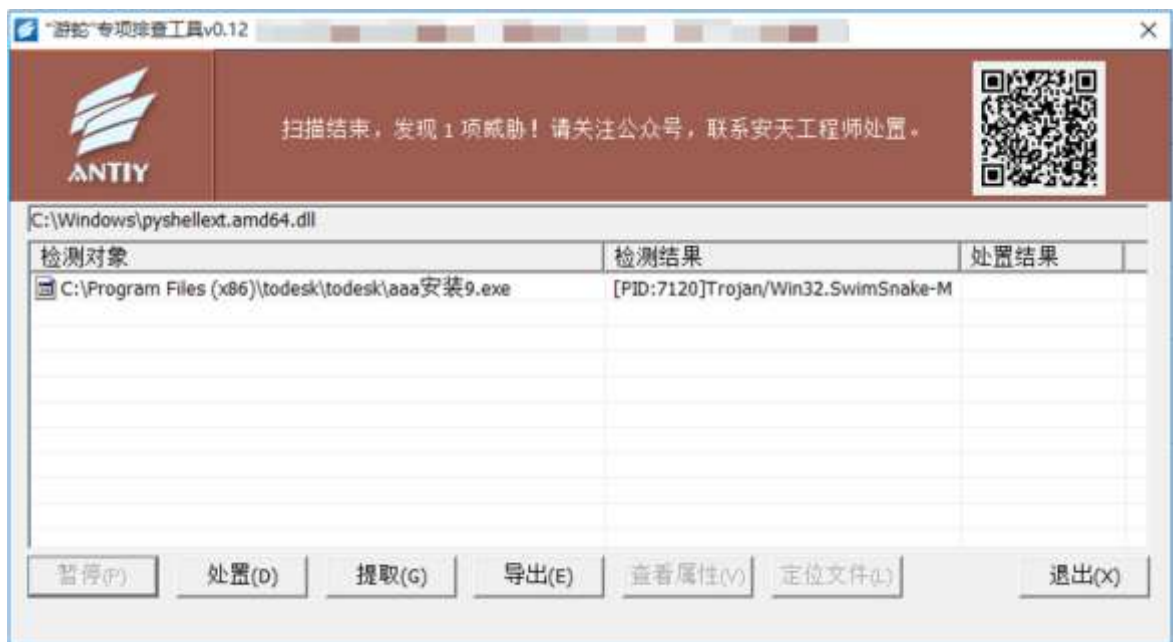 "游蛇"专项排查工具v0.12
ANTIY
扫描结束，发现1项威胁！请关注公众号，联系安天工程师处置。
C:\Windows\pyshellext.amd64.dll
检测对象 检测结果 处置结果
C:\Program Files (x86)\todesk\todesk\aaa安装9.exe [PID:7120]Trojan/Win32.SwimSnake-M
暂停(P) 处置(D) 提取(G) 导出(E) 查看属性(V) 定位文件(L) 退出(X)